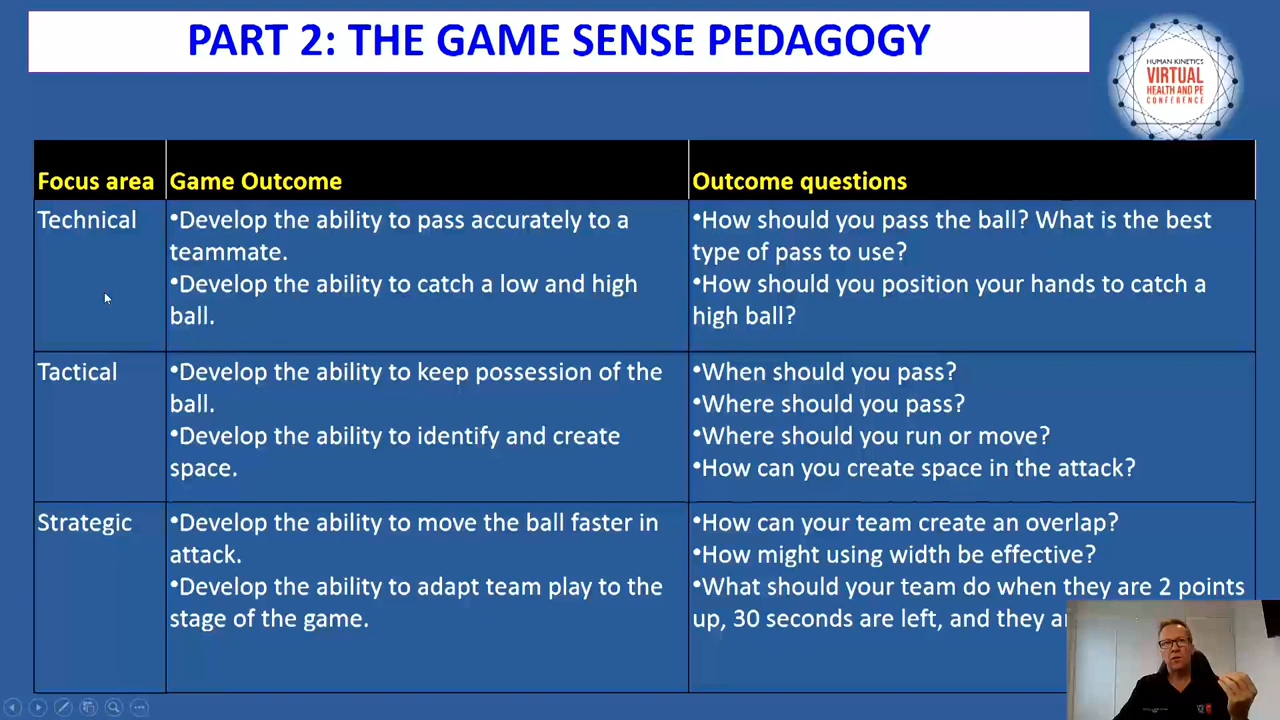 PART 2: THE GAME SENSE PEDAGOGY
HUMAN KINETICS
VIRTUAL
HEALTH AND PE
CONFERENCE
Focus area
Game Outcome
Outcome questions
Technical
•Develop the ability to pass accurately to a
teammate.
•Develop the ability to catch a low and high
ball.
•How should you pass the ball? What is the best
type of pass to use?
•How should you position your hands to catch a
high ball?
Tactical
•Develop the ability to keep possession of the
ball.
•Develop the ability to identify and create
space.
•When should you pass?
•Where should you pass?
•Where should you run or move?
•How can you create space in the attack?
Strategic
•Develop the ability to move the ball faster in
attack.
•Develop the ability to adapt team play to the
stage of the game.
•How can your team create an overlap?
•How might using width be effective?
•What should your team do when they are 2 points
up, 30 seconds are left, and they